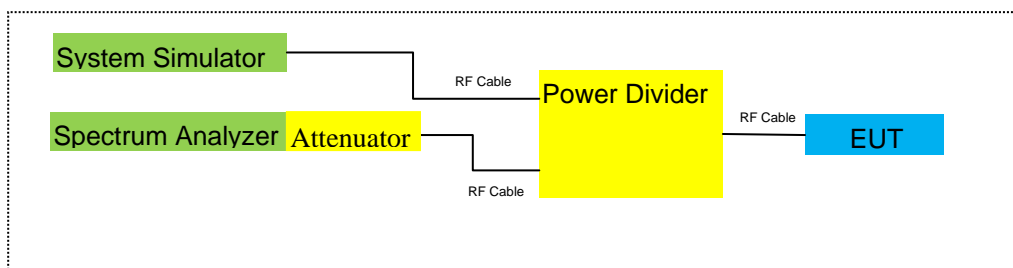 System Simulator
RF Cable
Power Divider
RF Cable
Spectrum Analyzer
Attenuator
EUT
RF Cable